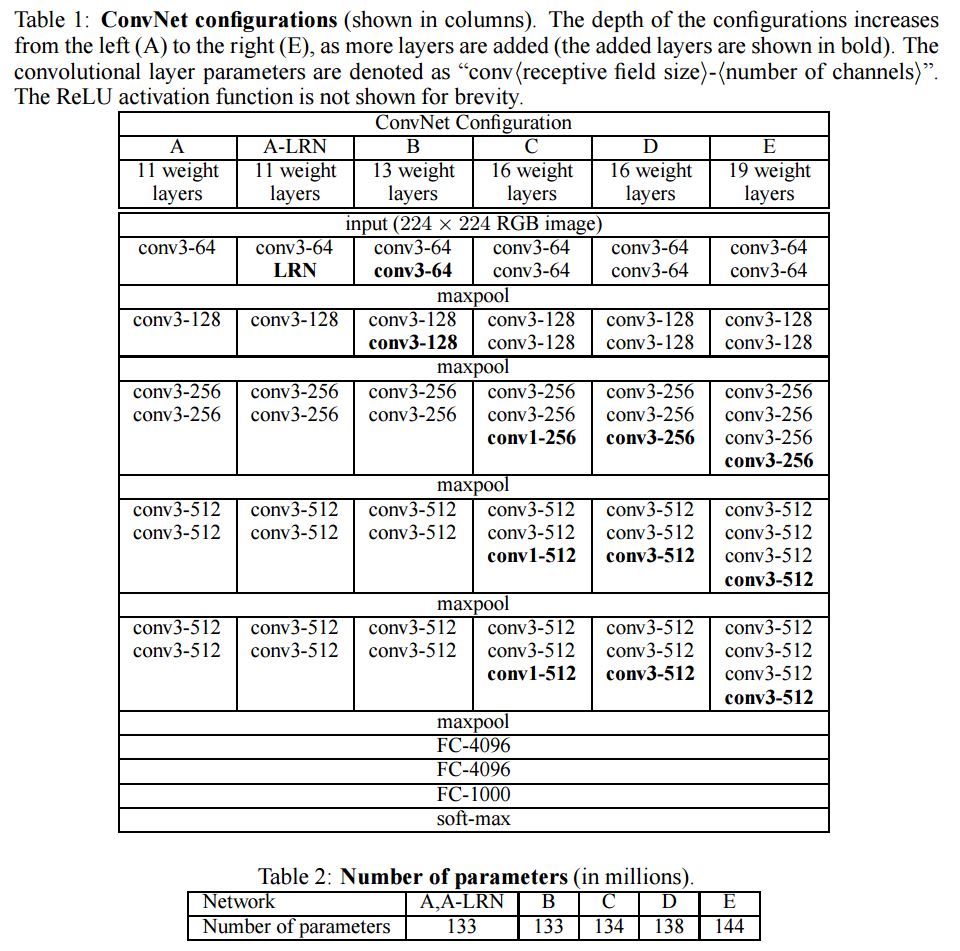 Table 1: ConvNet configurations (shown in columns). The depth of the configurations increases
from the left (A) to the right (E), as more layers are added (the added layers are shown in bold). The
convolutional layer parameters are denoted as “conv⟨receptive field size⟩-⟨number of channels⟩”.
The ReLU activation function is not shown for brevity.
ConvNet Configuration
A A-LRN B C D E
11 weight 11 weight 13 weight 16 weight 16 weight 19 weight
layers layers layers layers layers layers
input (224 × 224 RGB image)
conv3-64 conv3-64 conv3-64 conv3-64 conv3-64 conv3-64
LRN conv3-64 conv3-64 conv3-64 conv3-64
maxpool
conv3-128 conv3-128 conv3-128 conv3-128 conv3-128 conv3-128
conv3-128 conv3-128 conv3-128 conv3-128
maxpool
conv3-256 conv3-256 conv3-256 conv3-256 conv3-256 conv3-256
conv3-256 conv3-256 conv3-256 conv3-256 conv3-256 conv3-256
conv1-256 conv3-256 conv3-256
conv3-256
maxpool
conv3-512 conv3-512 conv3-512 conv3-512 conv3-512 conv3-512
conv3-512 conv3-512 conv3-512 conv3-512 conv3-512 conv3-512
conv1-512 conv3-512 conv3-512
conv3-512
maxpool
conv3-512 conv3-512 conv3-512 conv3-512 conv3-512 conv3-512
conv3-512 conv3-512 conv3-512 conv3-512 conv3-512 conv3-512
conv1-512 conv3-512 conv3-512
conv3-512
maxpool
FC-4096
FC-4096
FC-1000
soft-max
Table 2: Number of parameters (in millions).
Network A,A-LRN B C D E
Number of parameters 133 133 134 138 144